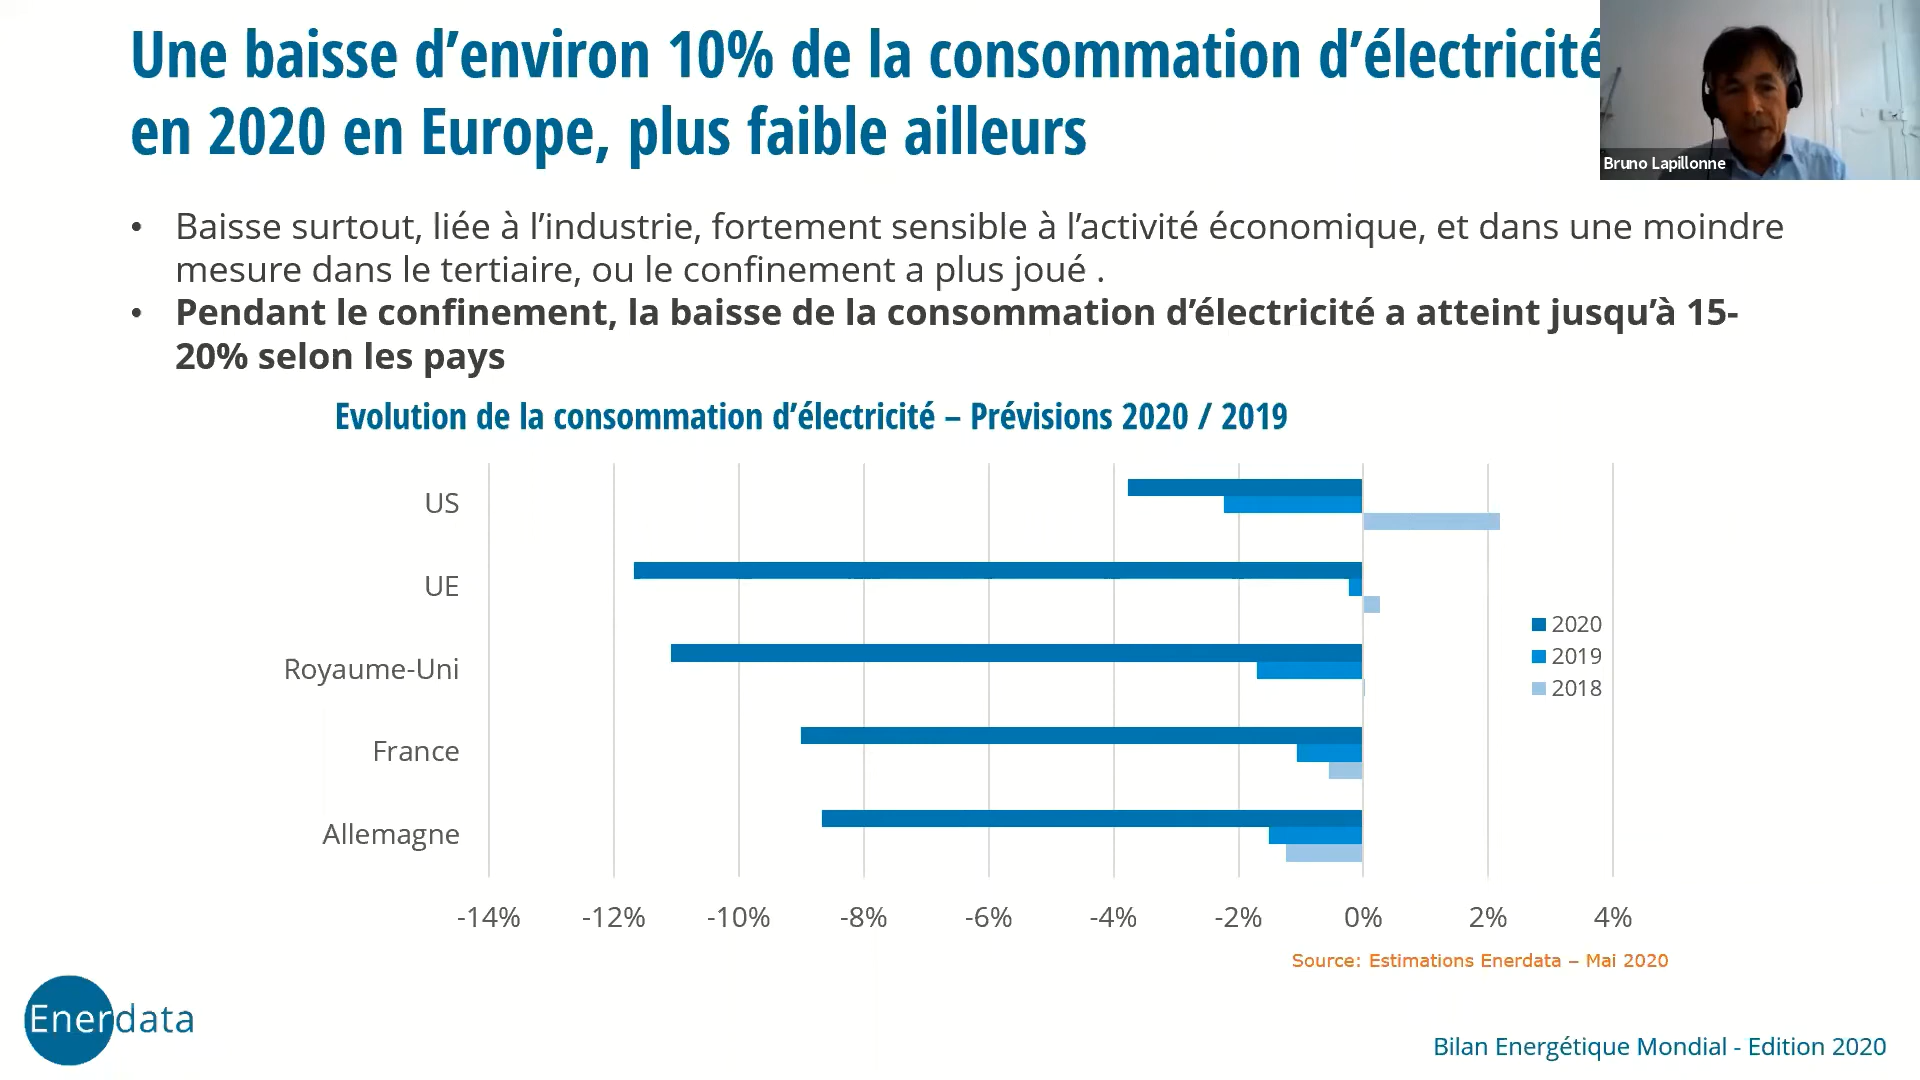 Une baisse d’environ 10% de la consommation d’électricité
en 2020 en Europe, plus faible ailleurs
Bruno Lapillonne
• Baisse surtout, liée à l’industrie, fortement sensible à l’activité économique, et dans une moindre
mesure dans le tertiaire, ou le confinement a plus joué .
• Pendant le confinement, la baisse de la consommation d’électricité a atteint jusqu’à 15-
20% selon les pays
Evolution de la consommation d’électricité – Prévisions 2020 / 2019
US
UE
Royaume-Uni
France
Allemagne
2020
2019
2018
-14% -12% -10% -8% -6% -4% -2% 0% 2% 4%
Source: Estimations Enerdata – Mai 2020
Enerdata
Bilan Energétique Mondial - Edition 2020